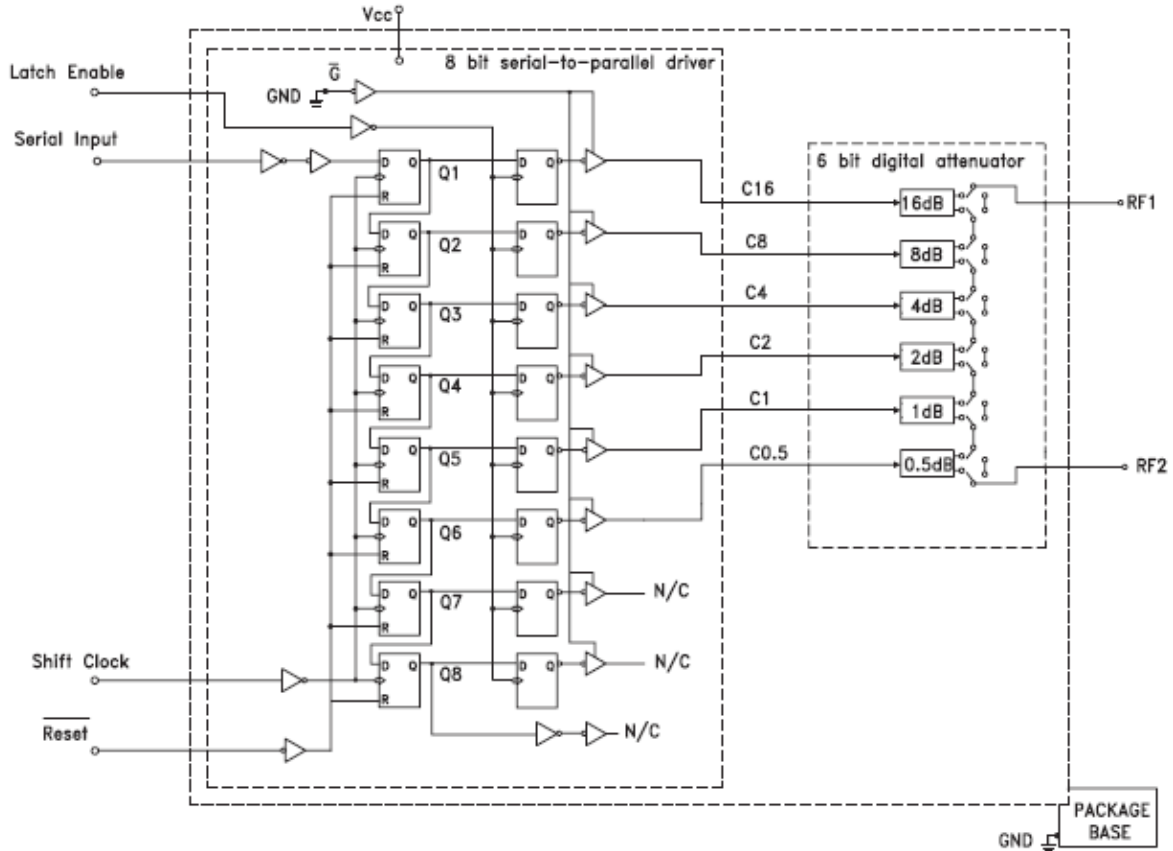 Vcc
8 bit serial-to-parallel driver
Latch Enable
G̅
GND
Serial Input
D Q
R
Q1
D Q
C16
6 bit digital attenuator
16dB
RF1
D Q
R
Q2
D Q
C8
8dB
D Q
R
Q3
D Q
C4
4dB
D Q
R
Q4
D Q
C2
2dB
D Q
R
Q5
D Q
C1
1dB
D Q
R
Q6
D Q
C0.5
0.5dB
RF2
D Q
R
Q7
D Q
N/C
Shift Clock
D Q
R
Q8
D Q
N/C
R̅e̅s̅e̅t̅
N/C
PACKAGE
BASE
GND